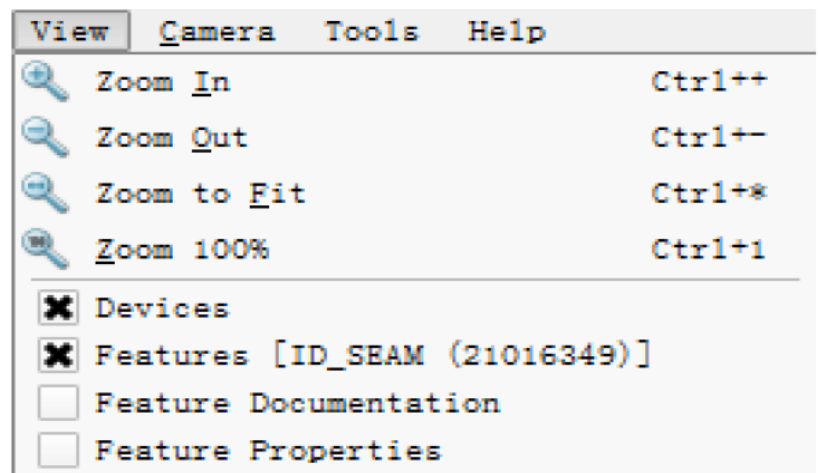 View Camera Tools Help
Zoom In Ctrl++
Zoom Out Ctrl+-
Zoom to Fit Ctrl+*
Zoom 100% Ctrl+1
Devices
Features [ID_SEAM (21016349)]
Feature Documentation
Feature Properties